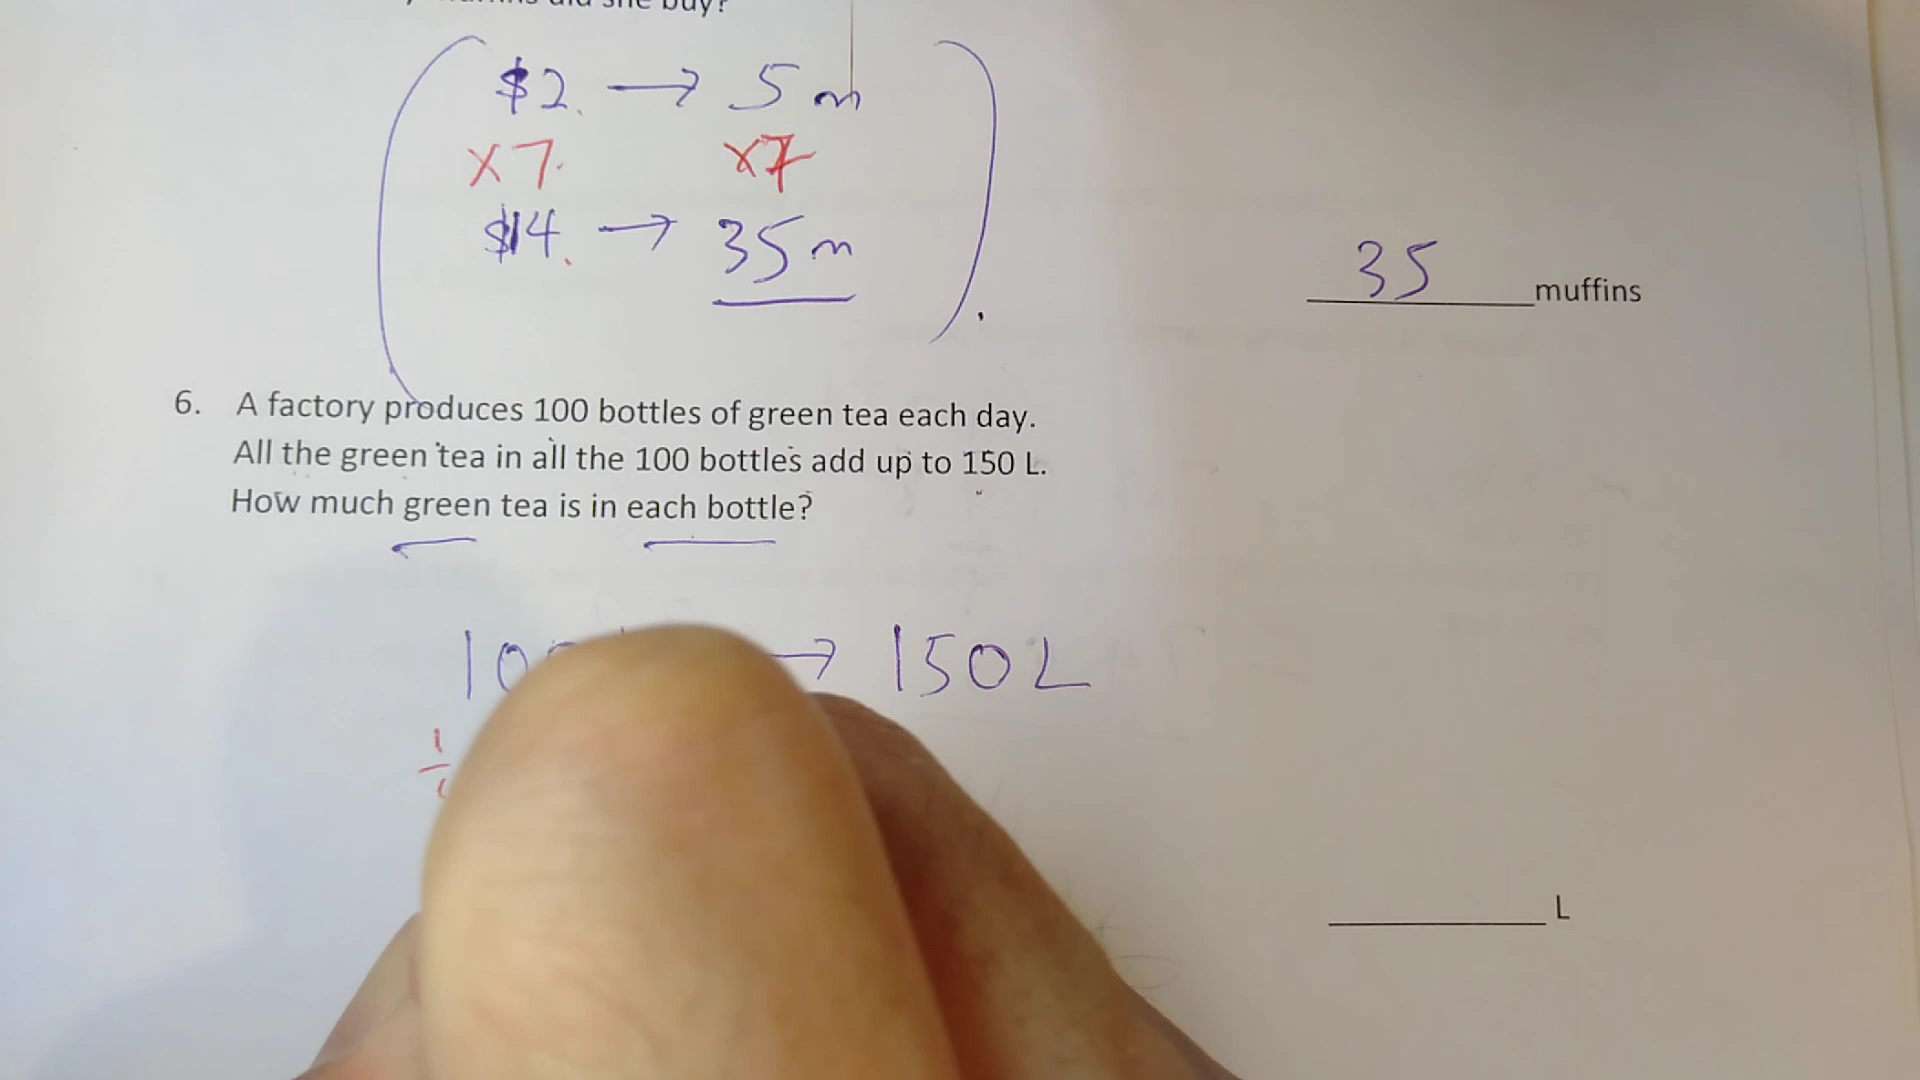 $2 → 5 m
×7 ×7
$14 → 35 m
35 muffins
6. A factory produces 100 bottles of green tea each day.
All the green tea in all the 100 bottles add up to 150 L.
How much green tea is in each bottle?
→ 150 L
L